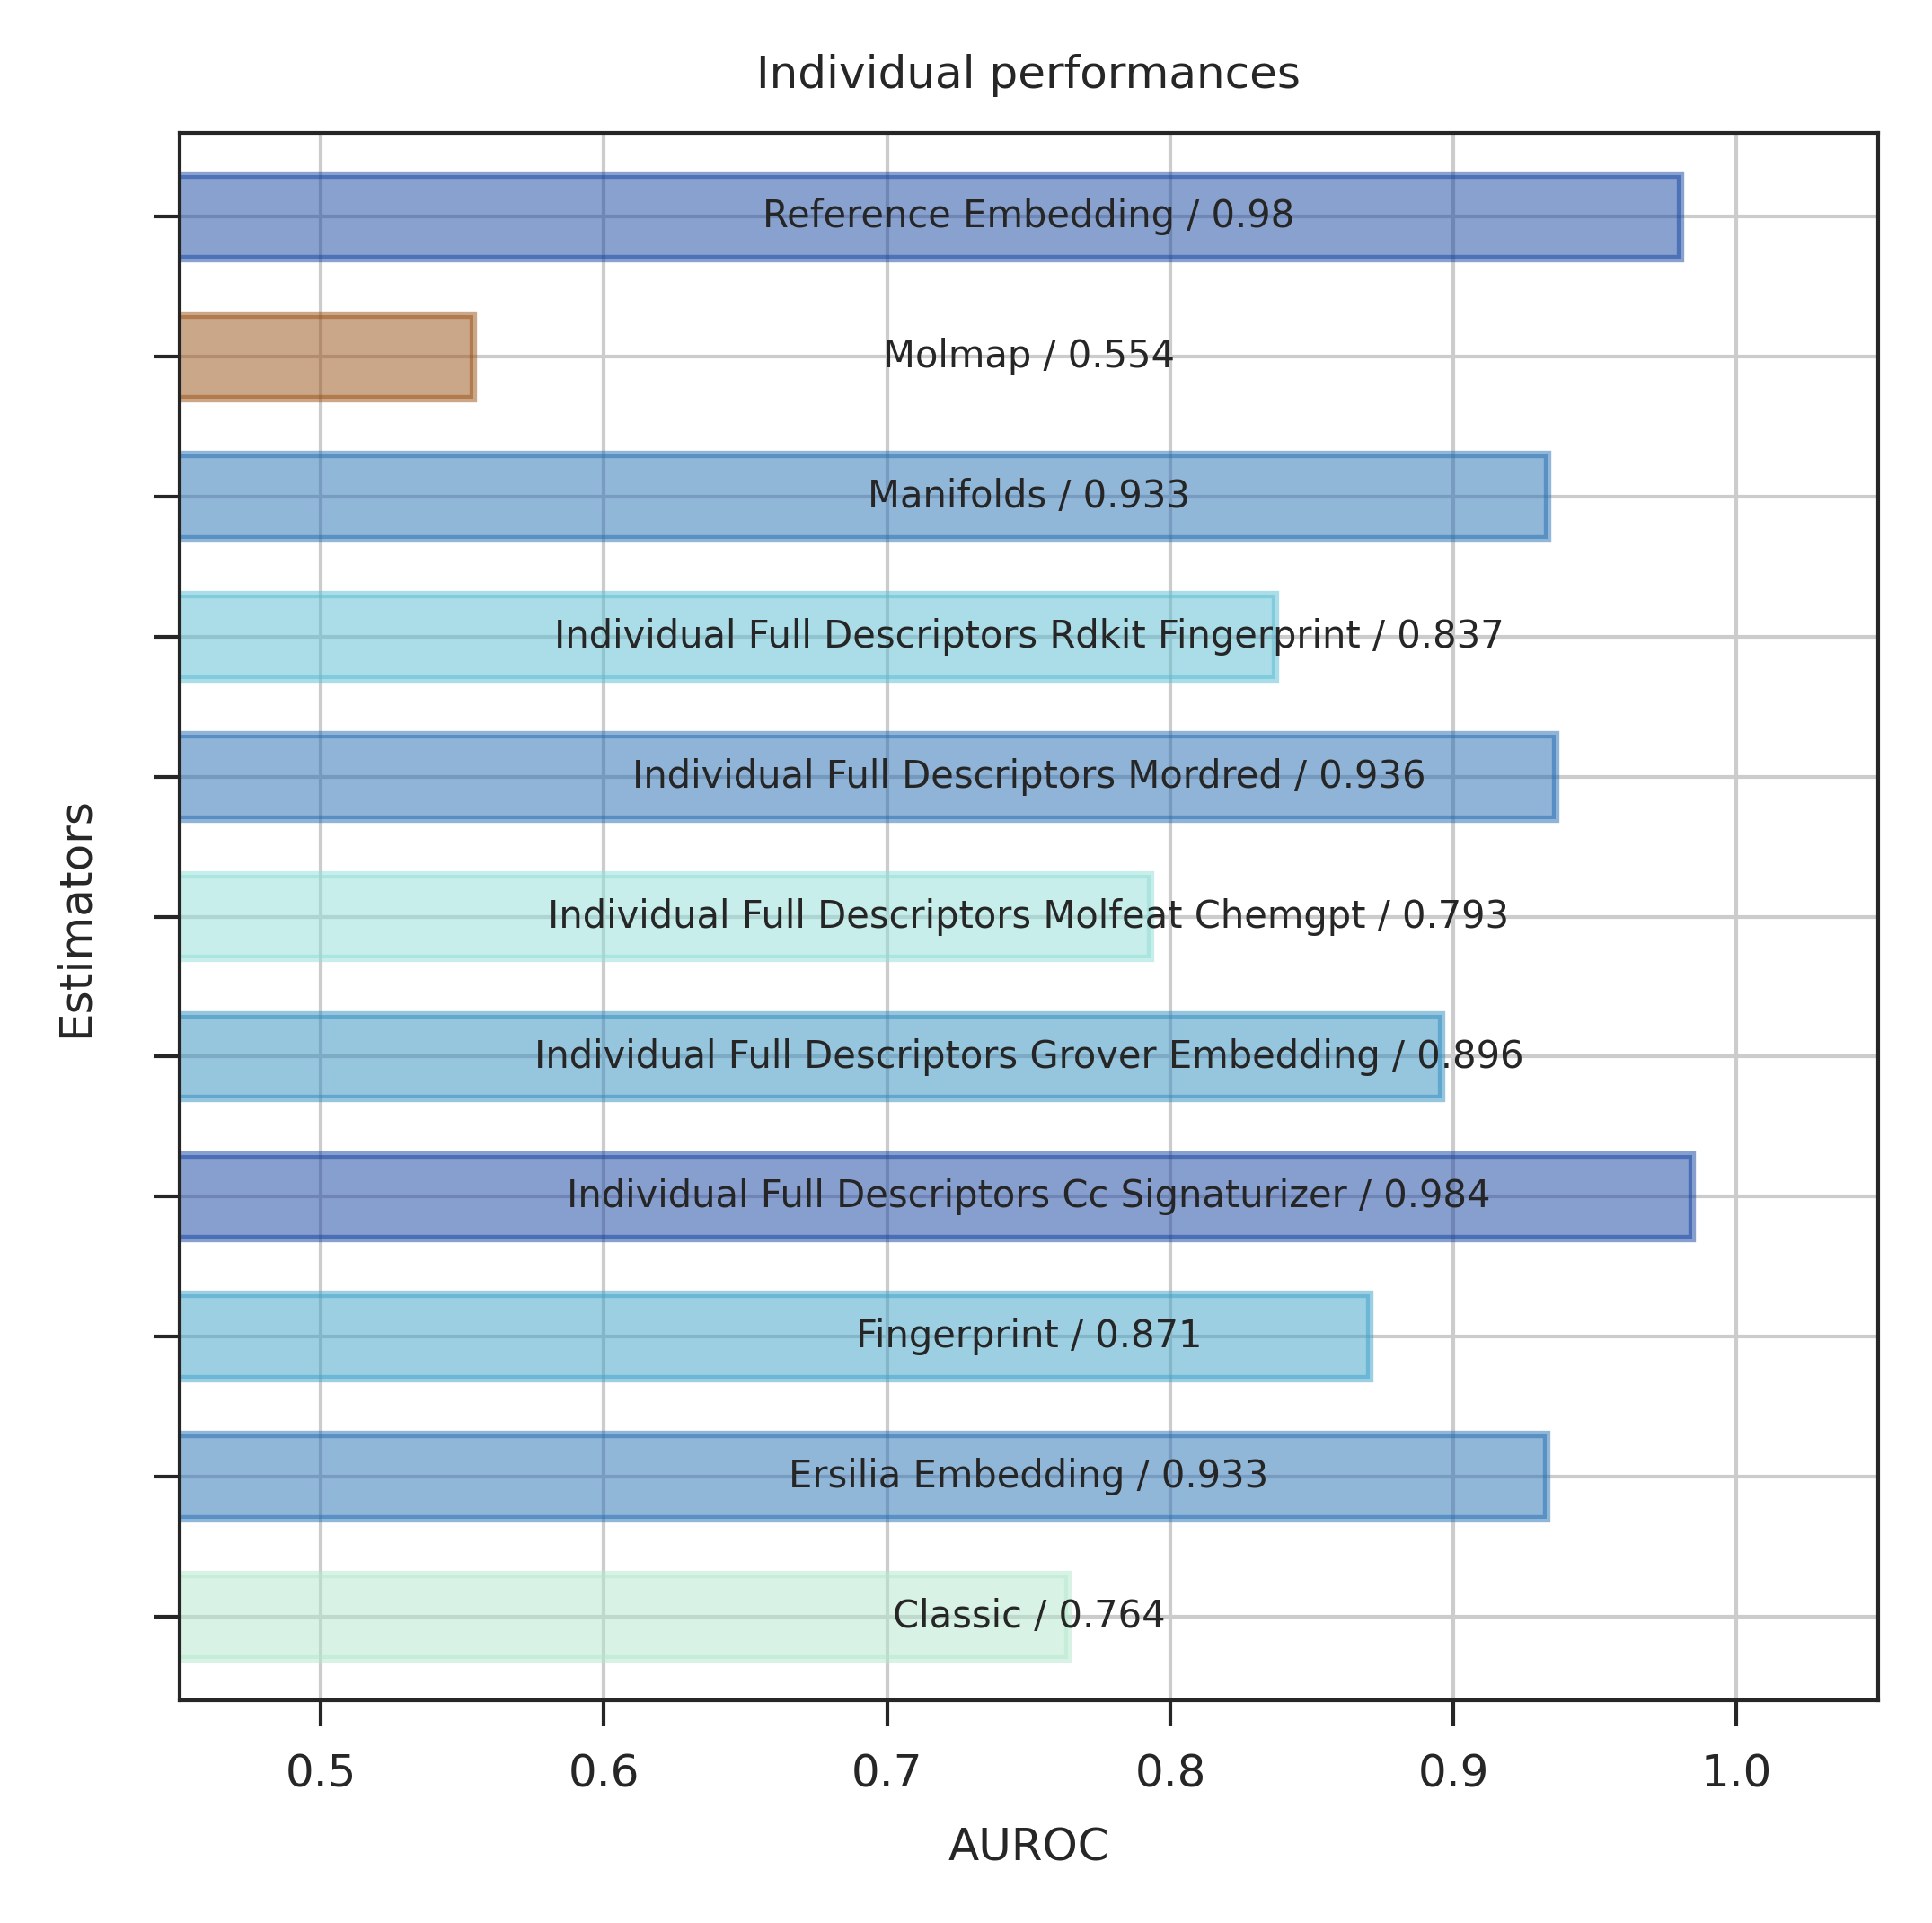 Individual performances
Reference Embedding / 0.98
Molmap / 0.554
Manifolds / 0.933
Individual Full Descriptors Rdkit Fingerprint / 0.837
Individual Full Descriptors Mordred / 0.936
Individual Full Descriptors Molfeat Chemgpt / 0.793
Individual Full Descriptors Grover Embedding / 0.896
Individual Full Descriptors Cc Signaturizer / 0.984
Fingerprint / 0.871
Ersilia Embedding / 0.933
Classic / 0.764
Estimators
0.5 0.6 0.7 0.8 0.9 1.0
AUROC